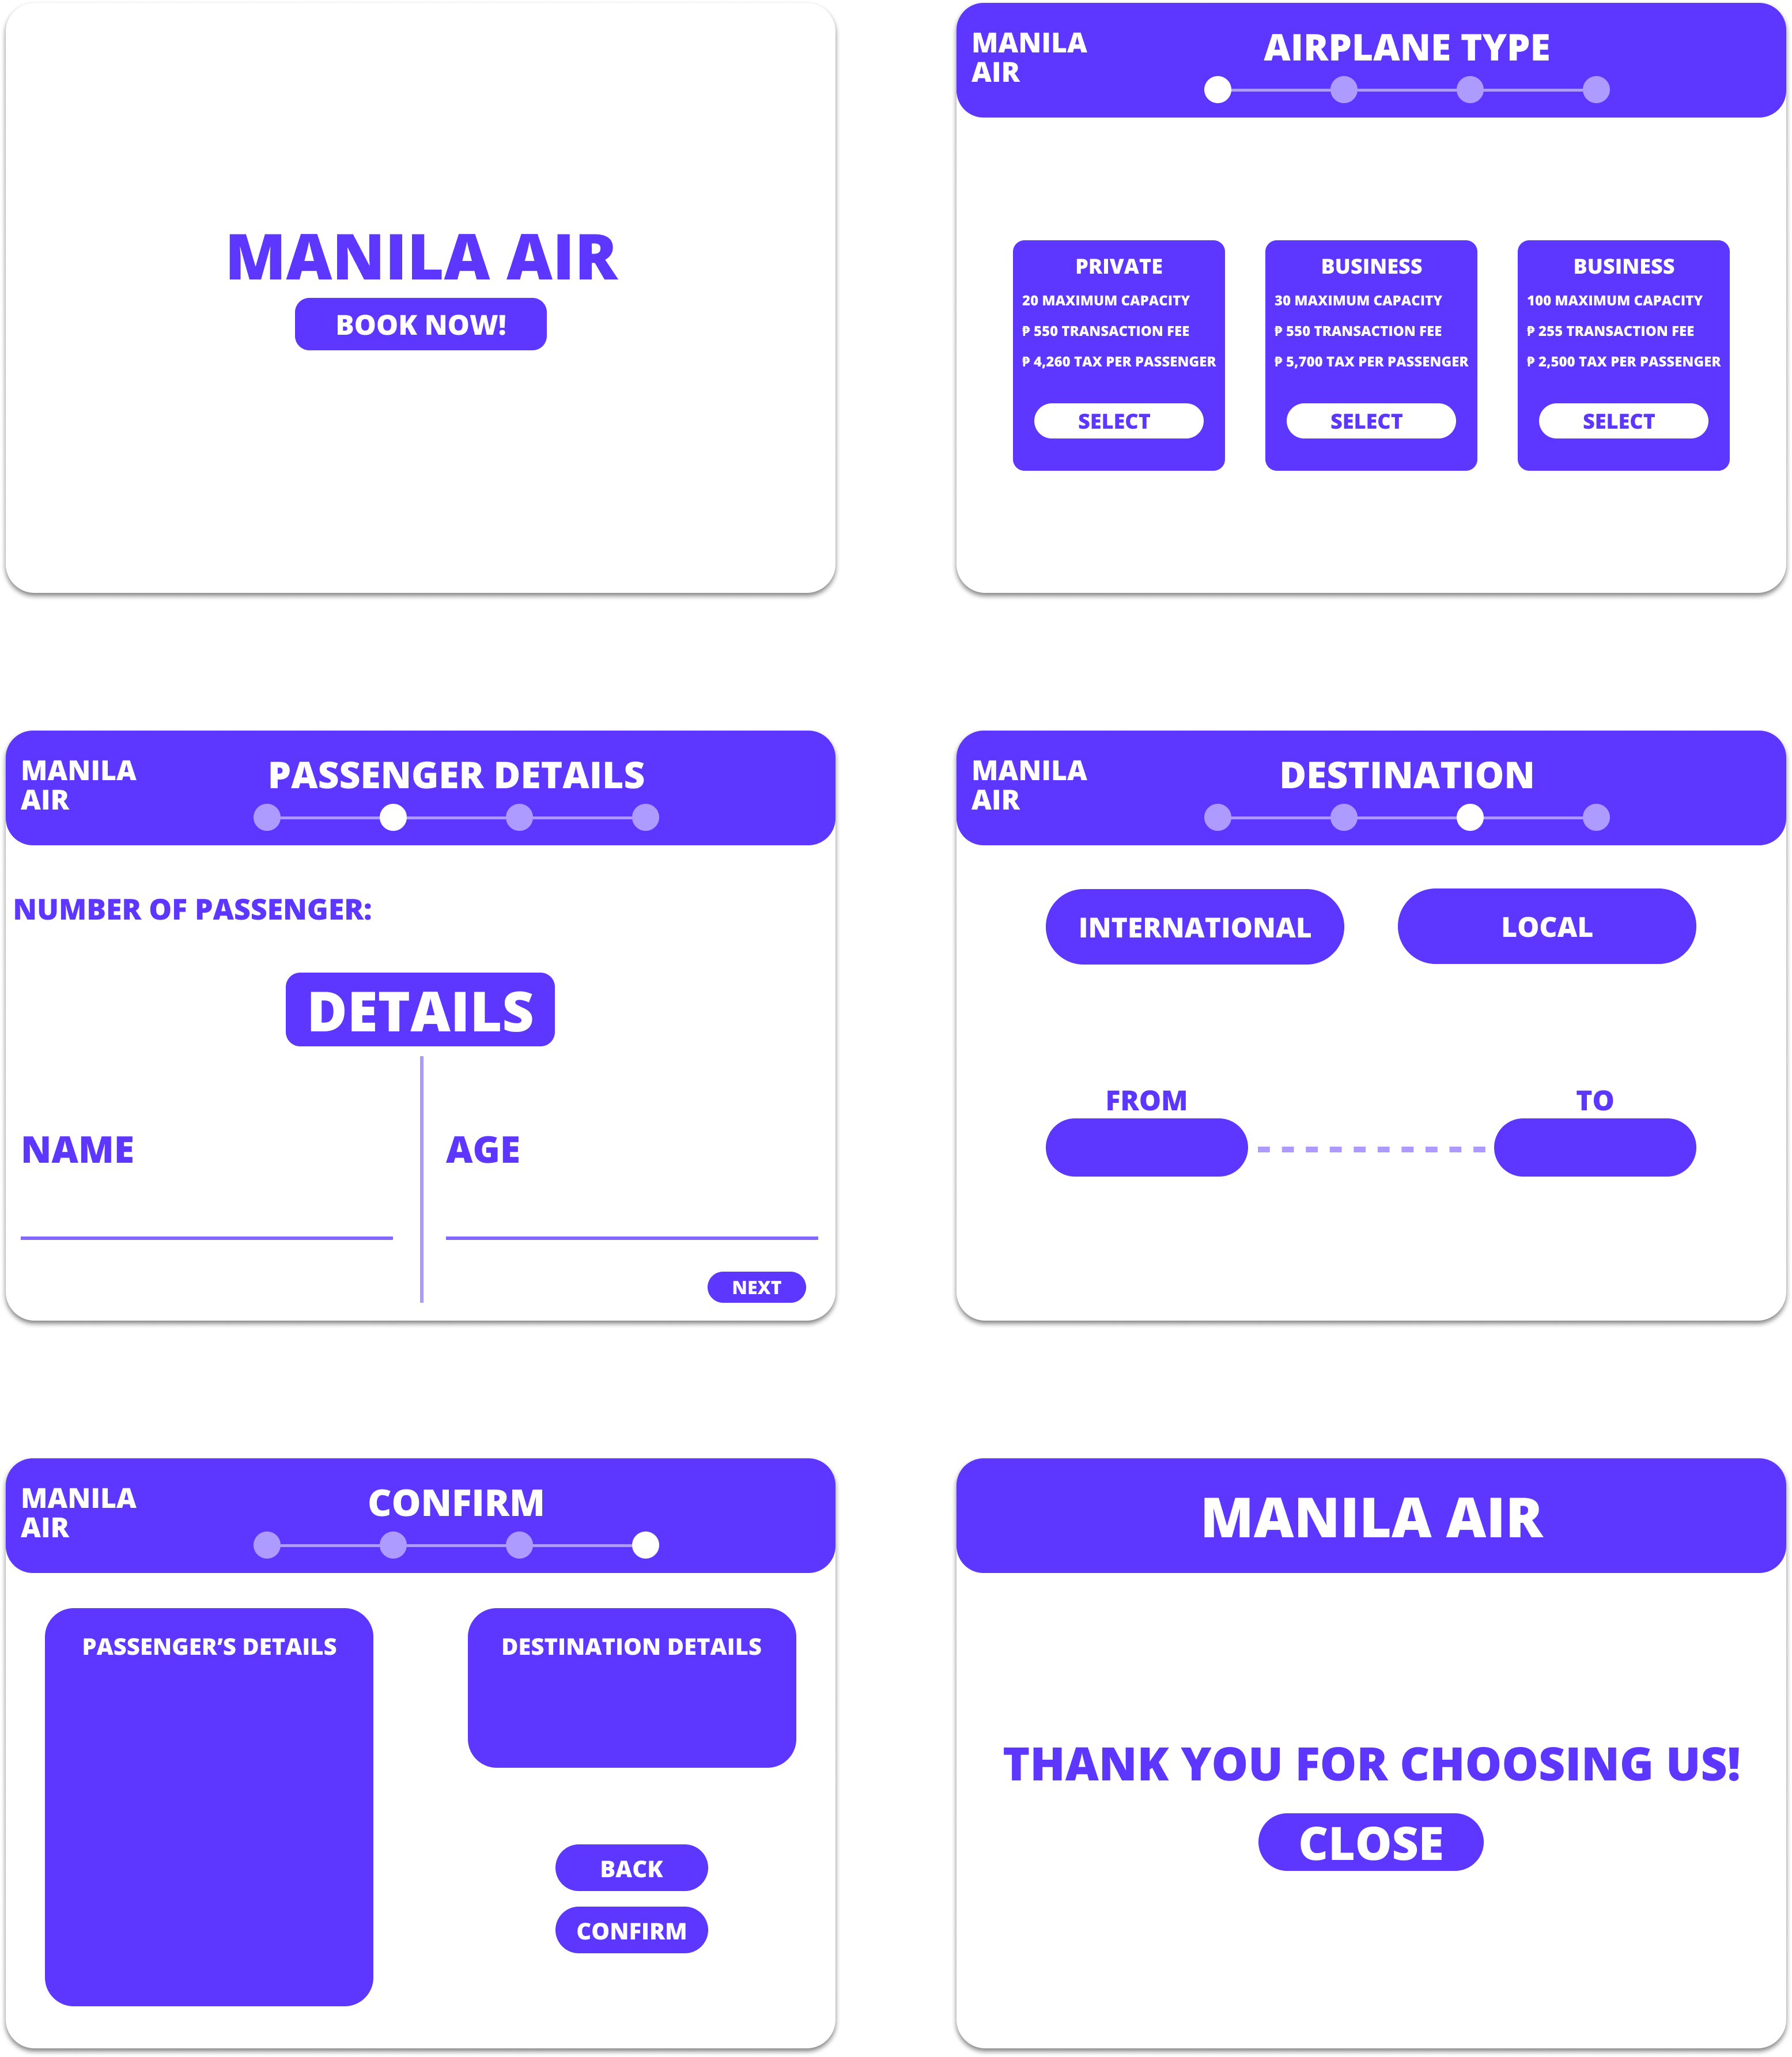 MANILA AIR
BOOK NOW!
MANILA
AIR
AIRPLANE TYPE
PRIVATE
20 MAXIMUM CAPACITY
₱ 550 TRANSACTION FEE
₱ 4,260 TAX PER PASSENGER
SELECT
BUSINESS
30 MAXIMUM CAPACITY
₱ 550 TRANSACTION FEE
₱ 5,700 TAX PER PASSENGER
SELECT
BUSINESS
100 MAXIMUM CAPACITY
₱ 255 TRANSACTION FEE
₱ 2,500 TAX PER PASSENGER
SELECT
MANILA
AIR
PASSENGER DETAILS
NUMBER OF PASSENGER:
DETAILS
NAME
AGE
NEXT
MANILA
AIR
DESTINATION
INTERNATIONAL
LOCAL
FROM
TO
MANILA
AIR
CONFIRM
PASSENGER’S DETAILS
DESTINATION DETAILS
BACK
CONFIRM
MANILA AIR
THANK YOU FOR CHOOSING US!
CLOSE